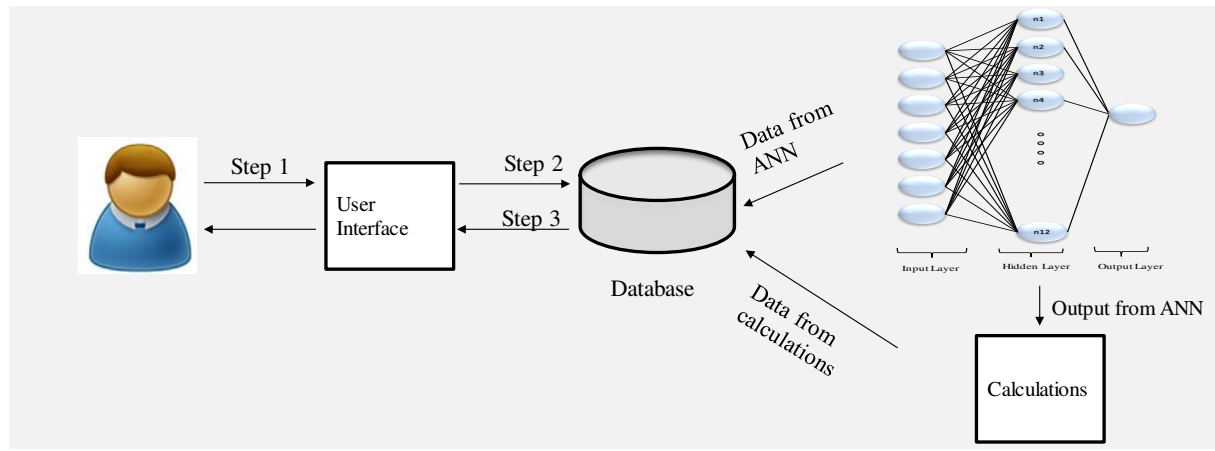 Step 1
User
Interface
Step 2
Step 3
Database
Data from
ANN
Data from
calculations
n1
n2
n3
n4
n12
Input Layer
Hidden Layer
Output Layer
Output from ANN
Calculations